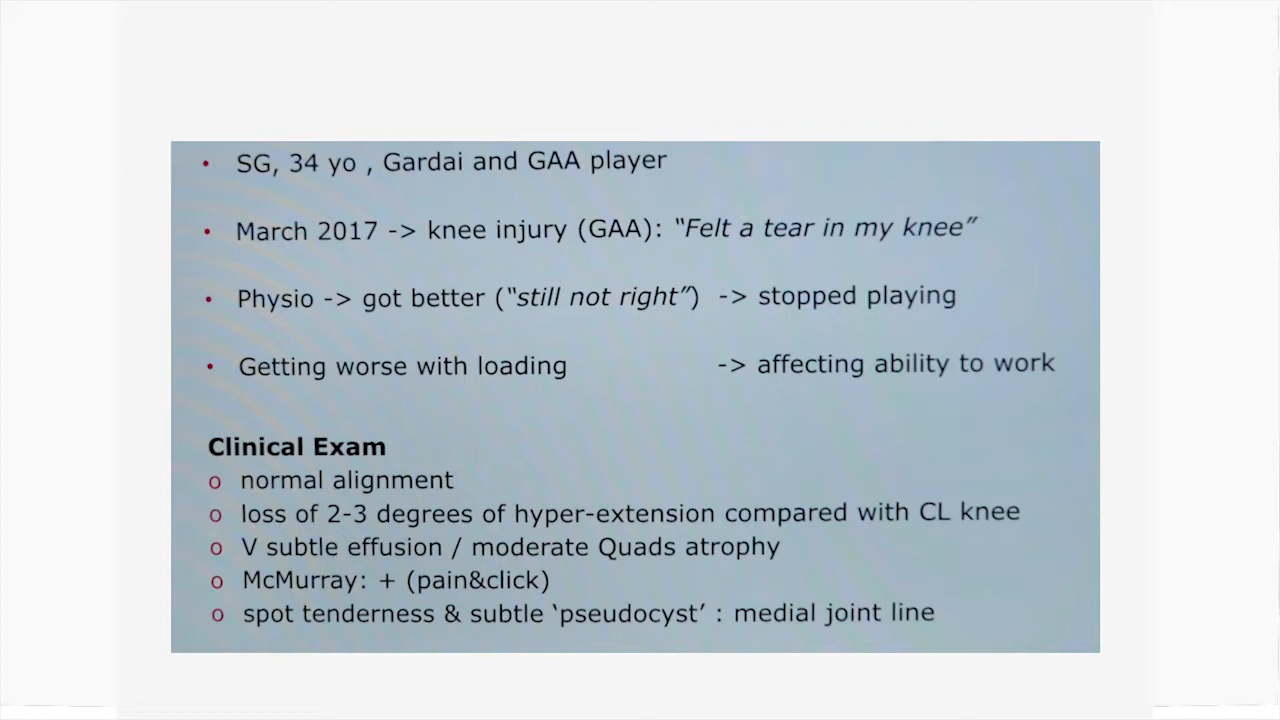 • SG, 34 yo , Gardai and GAA player
• March 2017 -> knee injury (GAA): “Felt a tear in my knee”
• Physio -> got better (“still not right”) -> stopped playing
• Getting worse with loading -> affecting ability to work
Clinical Exam
o normal alignment
o loss of 2-3 degrees of hyper-extension compared with CL knee
o V subtle effusion / moderate Quads atrophy
o McMurray: + (pain&click)
o spot tenderness & subtle ‘pseudocyst’ : medial joint line